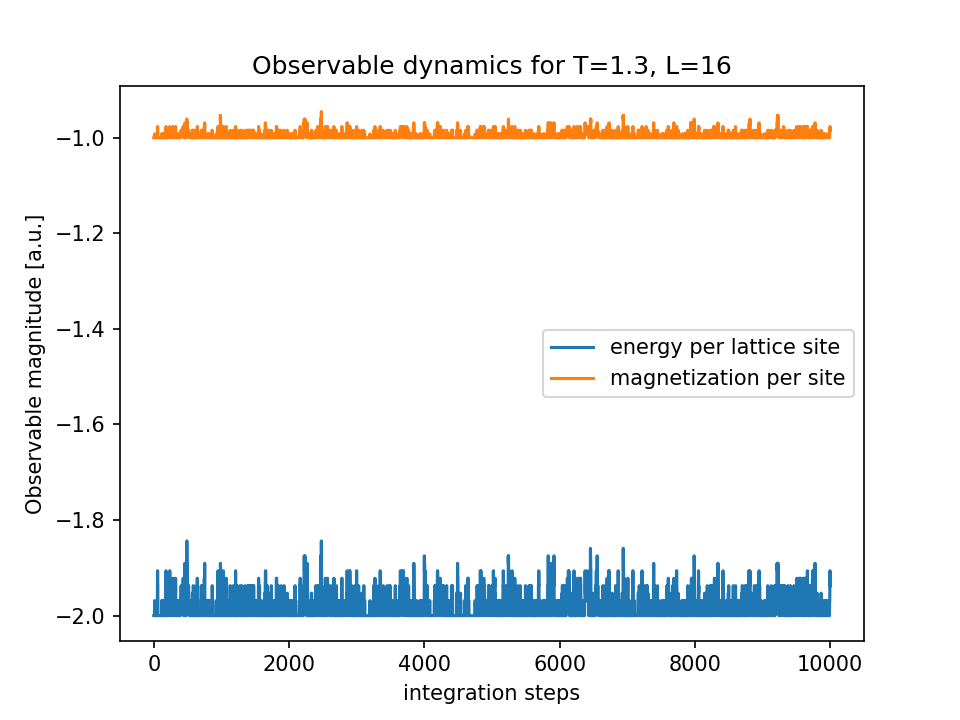 Observable dynamics for T=1.3, L=16
Observable magnitude [a.u.]
−1.0
−1.2
−1.4
−1.6
−1.8
−2.0
energy per lattice site
magnetization per site
0 2000 4000 6000 8000 10000
integration steps